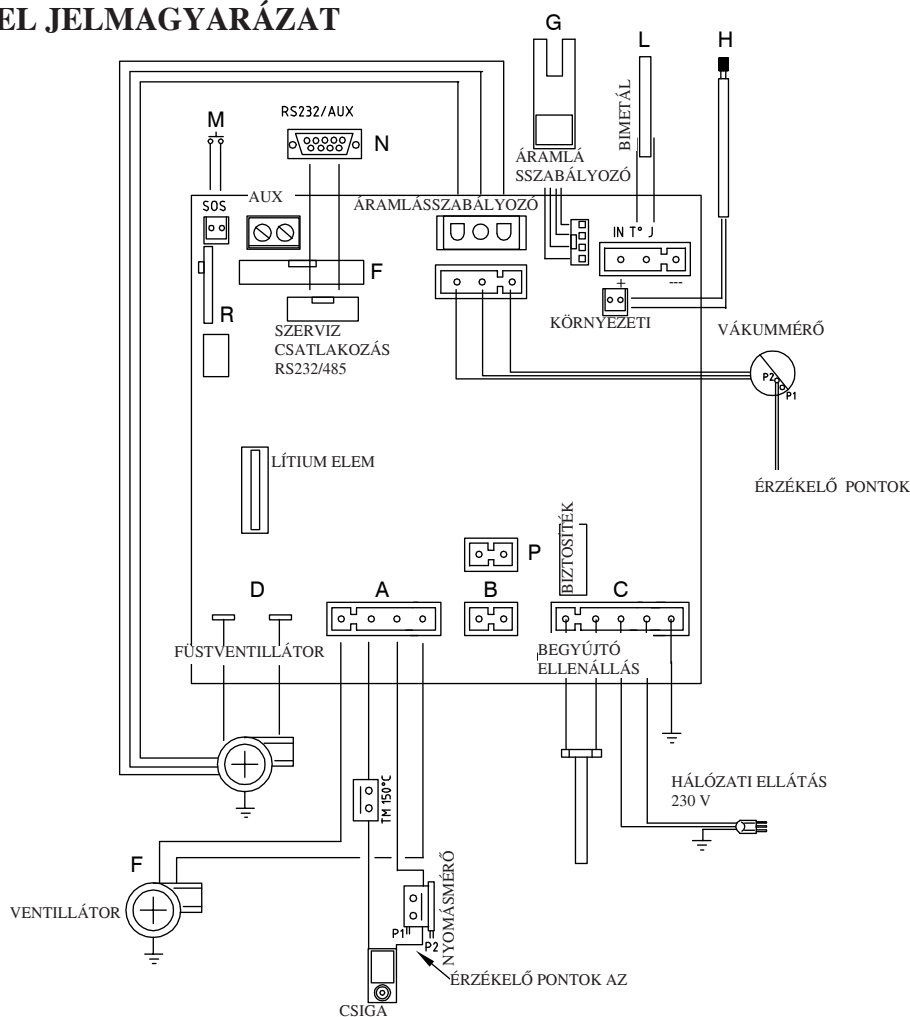 EL JELMAGYARÁZAT
G
L
H
M
RS232/AUX
N
BIMETÁL
ÁRAMLÁ
SSZABÁLYOZÓ
SOS
AUX
ÁRAMLÁSSZABÁLYOZÓ
IN T° J
F
+
---
R
SZERVIZ
CSATLAKOZÁS
RS232/485
KÖRNYEZETI
VÁKUMMÉRŐ
P2
P1
LÍTIUM ELEM
ÉRZÉKELŐ PONTOK
BIZTOSÍTÉK
P
D
A
B
C
FÜSTVENTILLÁTOR
BEGYÚJTÓ
ELLENÁLLÁS
TM 150°C
HÁLÓZATI ELLÁTÁS
230 V
F
VENTILLÁTOR
NYOMÁSMÉRŐ
P1
P2
ÉRZÉKELŐ PONTOK AZ
CSIGA